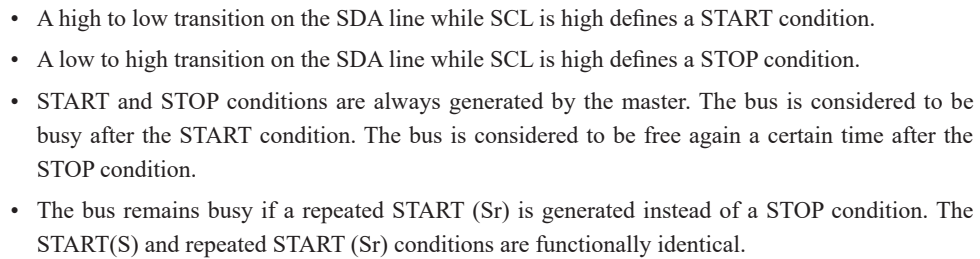 • A high to low transition on the SDA line while SCL is high defines a START condition.
• A low to high transition on the SDA line while SCL is high defines a STOP condition.
• START and STOP conditions are always generated by the master. The bus is considered to be
busy after the START condition. The bus is considered to be free again a certain time after the
STOP condition.
• The bus remains busy if a repeated START (Sr) is generated instead of a STOP condition. The
START(S) and repeated START (Sr) conditions are functionally identical.